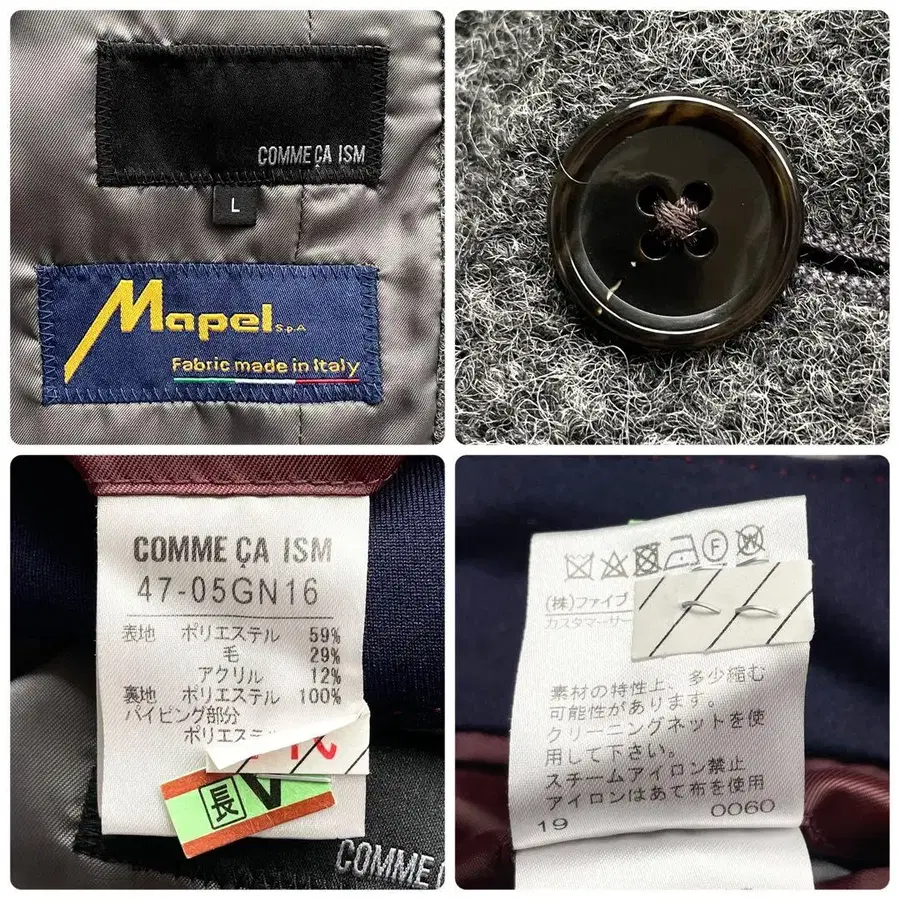 COMME ÇA ISM
L
Mapel S.p.A
Fabric made in Italy
COMME ÇA ISM
47-05GN16
表地 ポリエステル 59%
毛 29%
アクリル 12%
裏地 ポリエステル 100%
パイピング部分
ポリエステ
長
COMME ÇA
F
W
(株)ファイブ
カスタマーサー
素材の特性上、多少縮む
可能性があります。
クリーニングネットを使
用して下さい。
スチームアイロン禁止
アイロンはあて布を使用
19 0060